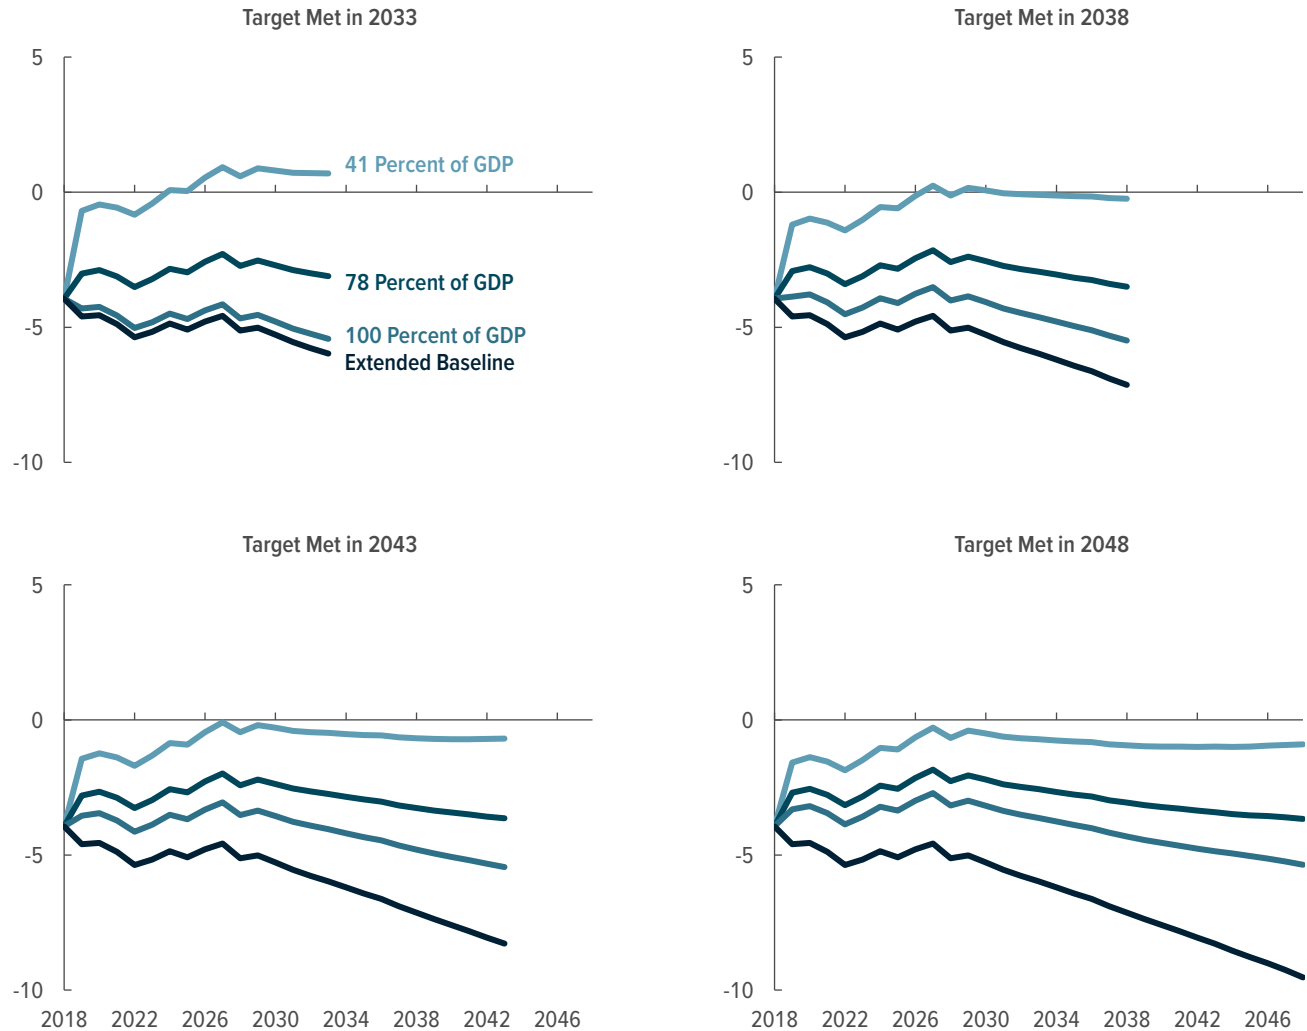 Target Met in 2033
5
0
-5
-10
41 Percent of GDP
78 Percent of GDP
100 Percent of GDP
Extended Baseline
Target Met in 2038
5
0
-5
-10
Target Met in 2043
5
0
-5
-10
2018 2022 2026 2030 2034 2038 2042 2046
Target Met in 2048
5
0
-5
-10
2018 2022 2026 2030 2034 2038 2042 2046